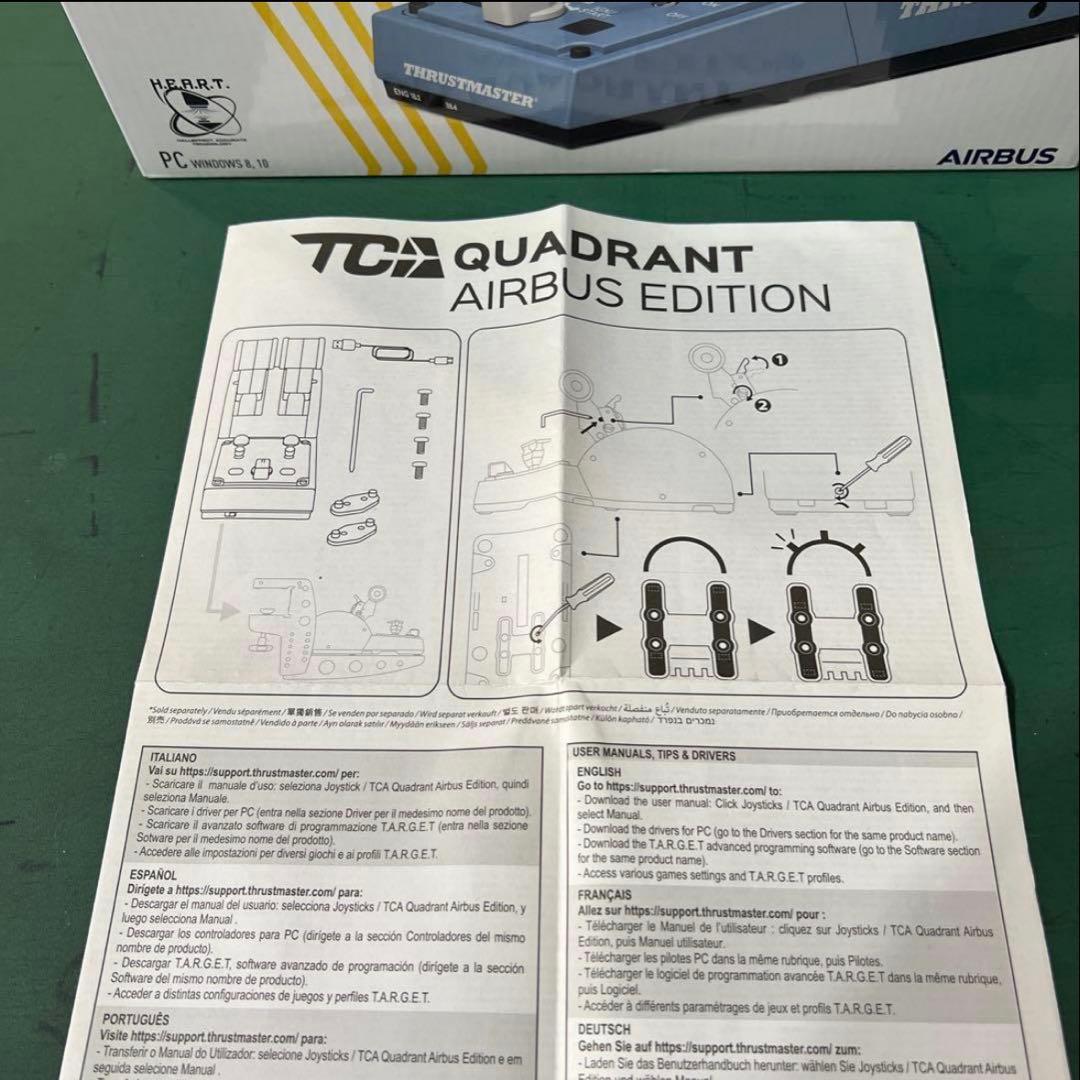 THRUSTMASTER
ENG 1&2
3&4
OFF
ON
H.E.A.R.T.
HALLEFFECT ACCURATE
TECHNOLOGY
PC WINDOWS 8, 10
AIRBUS
TCA QUADRANT
AIRBUS EDITION
1
2
*Sold separately / Vendu séparément / 單獨銷售 / Se venden por separado / Wird separat verkauft / 별도 판매 / Wordt apart verkocht / تُباع منفصلة / Venduto separatamente / Приобретается отдельно / Do nabycia osobno /
別売 / Prodává se samostatně / Vendido à parte / Ayrı olarak satılır / Myydään erikseen / Säljs separat / Predávané samostatne / Külön kapható / נמכרים בנפרד
ITALIANO
Vai su https://support.thrustmaster.com/ per:
- Scaricare il manuale d'uso: seleziona Joystick / TCA Quadrant Airbus Edition, quindi
seleziona Manuale.
- Scaricare i driver per PC (entra nella sezione Driver per il medesimo nome del prodotto).
- Scaricare il avanzato software di programmazione T.A.R.G.E.T (entra nella sezione
Sotware per il medesimo nome del prodotto).
- Accedere alle impostazioni per diversi giochi e ai profili T.A.R.G.E.T.
ESPAÑOL
Dirígete a https://support.thrustmaster.com/ para:
- Descargar el manual del usuario: selecciona Joysticks / TCA Quadrant Airbus Edition, y
luego selecciona Manual .
- Descargar los controladores para PC (dirígete a la sección Controladores del mismo
nombre de producto).
- Descargar T.A.R.G.E.T, software avanzado de programación (dirígete a la sección
Software del mismo nombre de producto).
- Acceder a distintas configuraciones de juegos y perfiles T.A.R.G.E.T.
PORTUGUÊS
Visite https://support.thrustmaster.com/ para:
- Transferir o Manual do Utilizador: selecione Joysticks / TCA Quadrant Airbus Edition e em
seguida selecione Manual .
USER MANUALS, TIPS & DRIVERS
ENGLISH
Go to https://support.thrustmaster.com/ to:
- Download the user manual: Click Joysticks / TCA Quadrant Airbus Edition, and then
select Manual.
- Download the drivers for PC (go to the Drivers section for the same product name).
- Download the T.A.R.G.E.T advanced programming software (go to the Software section
for the same product name).
- Access various games settings and T.A.R.G.E.T profiles.
FRANÇAIS
Allez sur https://support.thrustmaster.com/ pour :
- Télécharger le Manuel de l'utilisateur : cliquez sur Joysticks / TCA Quadrant Airbus
Edition, puis Manuel utilisateur.
- Télécharger les pilotes PC dans la même rubrique, puis Pilotes.
- Télécharger le logiciel de programmation avancée T.A.R.G.E.T dans la même rubrique,
puis Logiciel.
- Accéder à différents paramétrages de jeux et profils T.A.R.G.E.T.
DEUTSCH
Gehen Sie auf https://support.thrustmaster.com/ zum:
- Laden Sie das Benutzerhandbuch herunter: wählen Sie Joysticks / TCA Quadrant Airbus